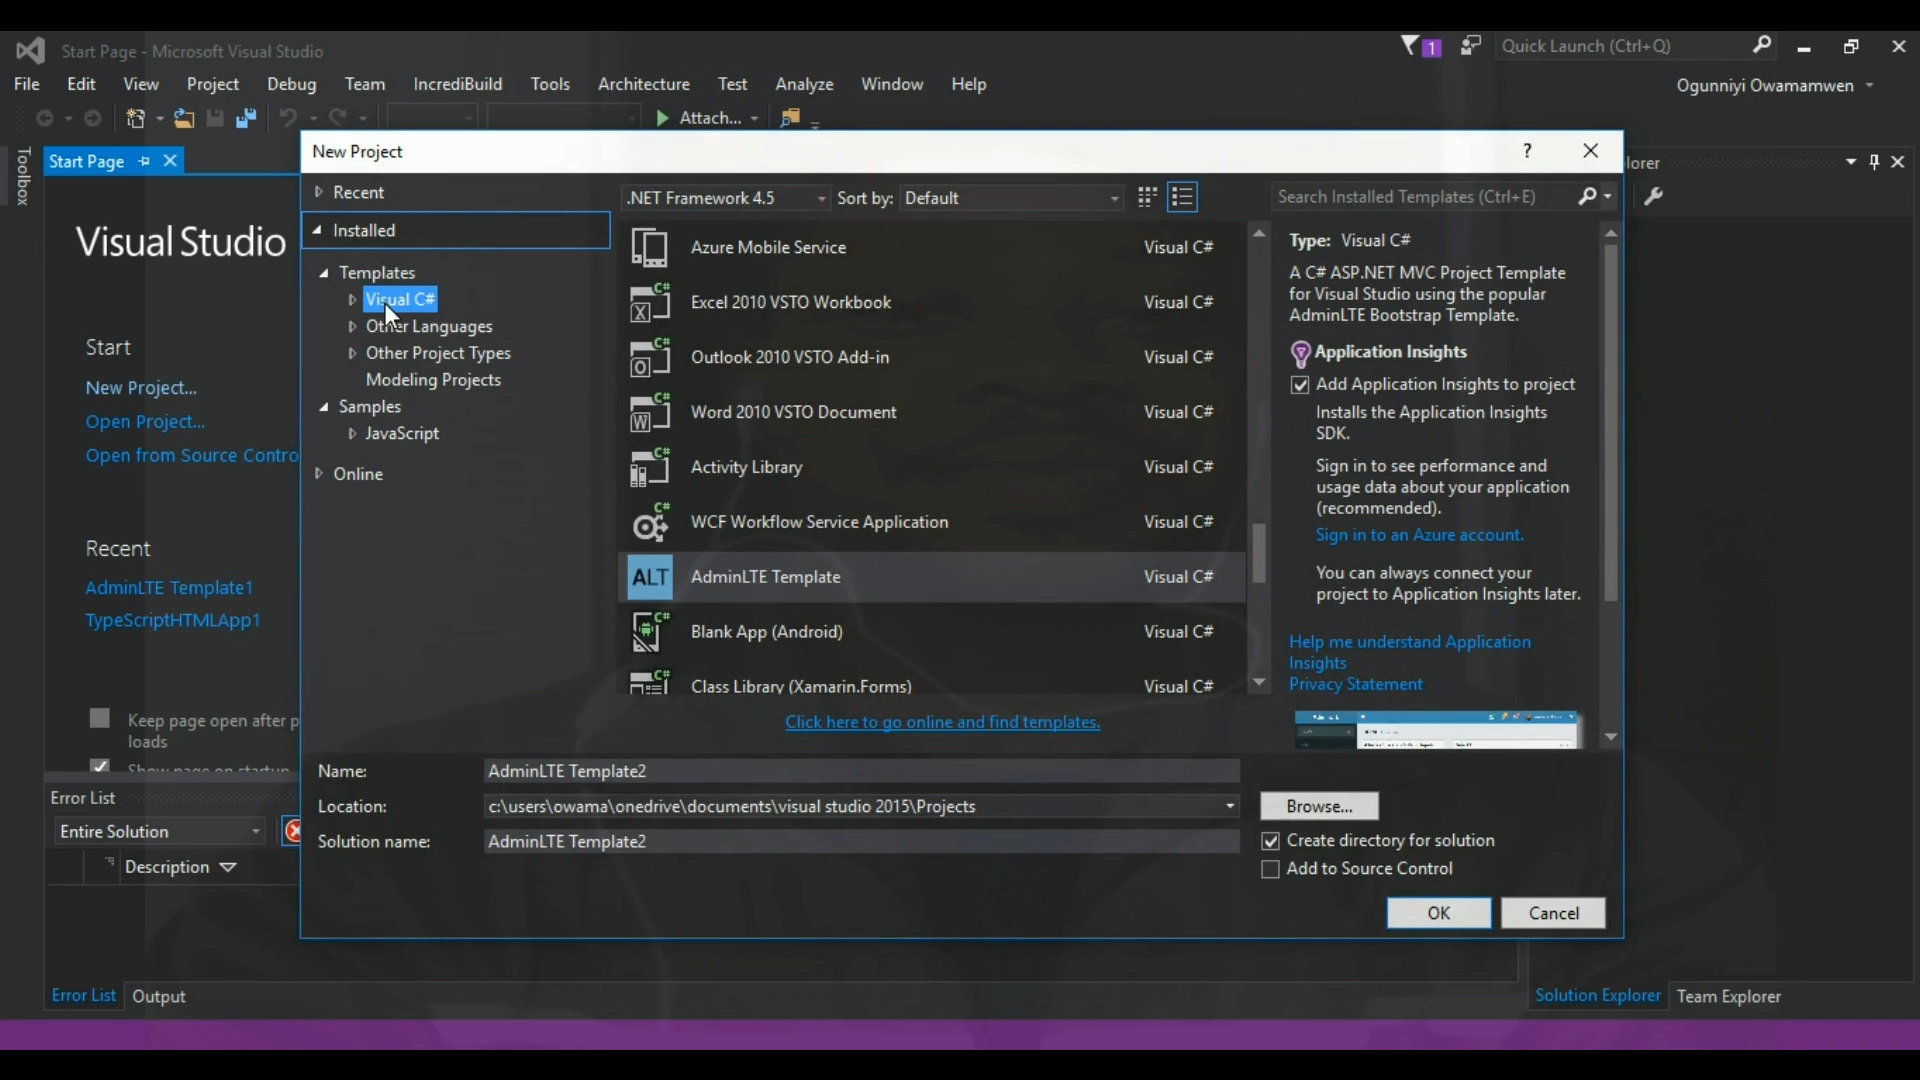 Start Page - Microsoft Visual Studio
1
Quick Launch (Ctrl+Q)
File Edit View Project Debug Team IncrediBuild Tools Architecture Test Analyze Window Help
Ogunniyi Owamamwen
Attach...
Toolbox
Start Page
Visual Studio
Start
New Project...
Open Project...
Open from Source Contro
Recent
AdminLTE Template1
TypeScriptHTMLApp1
Keep page open after p
loads
Show page on startup
Error List
Entire Solution
Description
Error List Output
New Project
?
Recent
Installed
Templates
Visual C#
Other Languages
Other Project Types
Modeling Projects
Samples
JavaScript
Online
.NET Framework 4.5 Sort by: Default
Search Installed Templates (Ctrl+E)
Azure Mobile Service Visual C#
C# Excel 2010 VSTO Workbook Visual C#
C# Outlook 2010 VSTO Add-in Visual C#
C# Word 2010 VSTO Document Visual C#
C# Activity Library Visual C#
C# WCF Workflow Service Application Visual C#
ALT AdminLTE Template Visual C#
C# Blank App (Android) Visual C#
C# Class Library (Xamarin.Forms) Visual C#
Click here to go online and find templates.
Type: Visual C#
A C# ASP.NET MVC Project Template
for Visual Studio using the popular
AdminLTE Bootstrap Template.
Application Insights
Add Application Insights to project
Installs the Application Insights
SDK.
Sign in to see performance and
usage data about your application
(recommended).
Sign in to an Azure account.
You can always connect your
project to Application Insights later.
Help me understand Application
Insights
Privacy Statement
Name: AdminLTE Template2
Location: c:\users\owama\onedrive\documents\visual studio 2015\Projects
Browse...
Solution name: AdminLTE Template2
Create directory for solution
Add to Source Control
OK Cancel
lorer
Solution Explorer Team Explorer